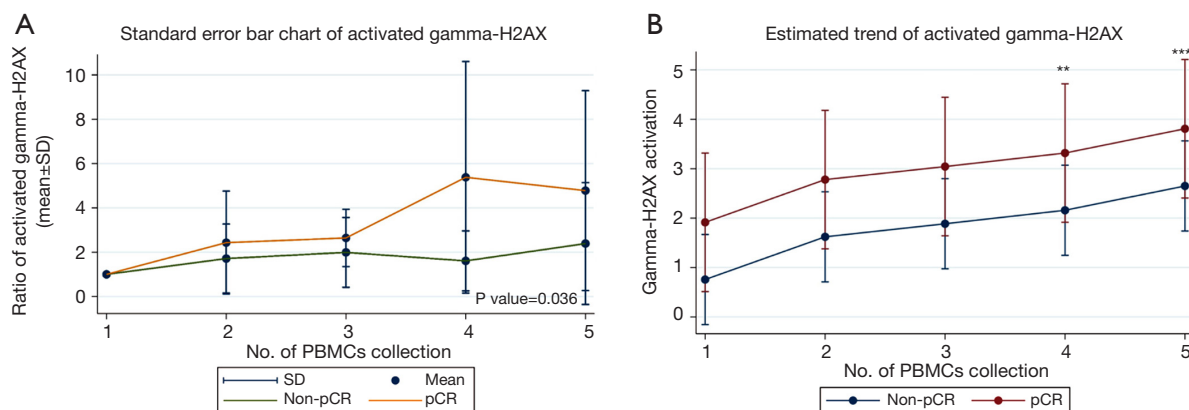 A
Standard error bar chart of activated gamma-H2AX
Ratio of activated gamma-H2AX
(mean±SD)
10
8
6
4
2
0
P value=0.036
1 2 3 4 5
No. of PBMCs collection
SD Mean
Non-pCR pCR
B
Estimated trend of activated gamma-H2AX
Gamma-H2AX activation
5
4
3
2
1
0
** ***
1 2 3 4 5
No. of PBMCs collection
Non-pCR pCR